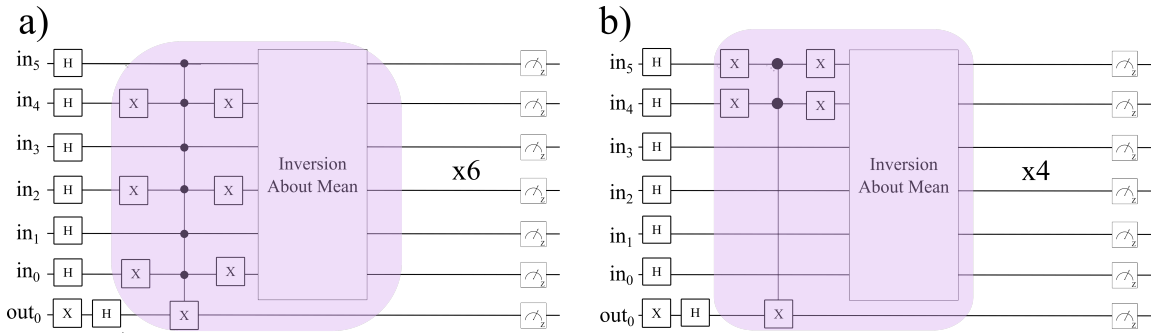 a)
in5 H Z
in4 H X X Z
in3 H Z
Inversion
About Mean
x6
in2 H X X Z
in1 H Z
in0 H X X Z
out0 X H X Z
b)
in5 H X X Z
in4 H X X Z
in3 H Z
Inversion
About Mean
x4
in2 H Z
in1 H Z
in0 H Z
out0 X H X Z